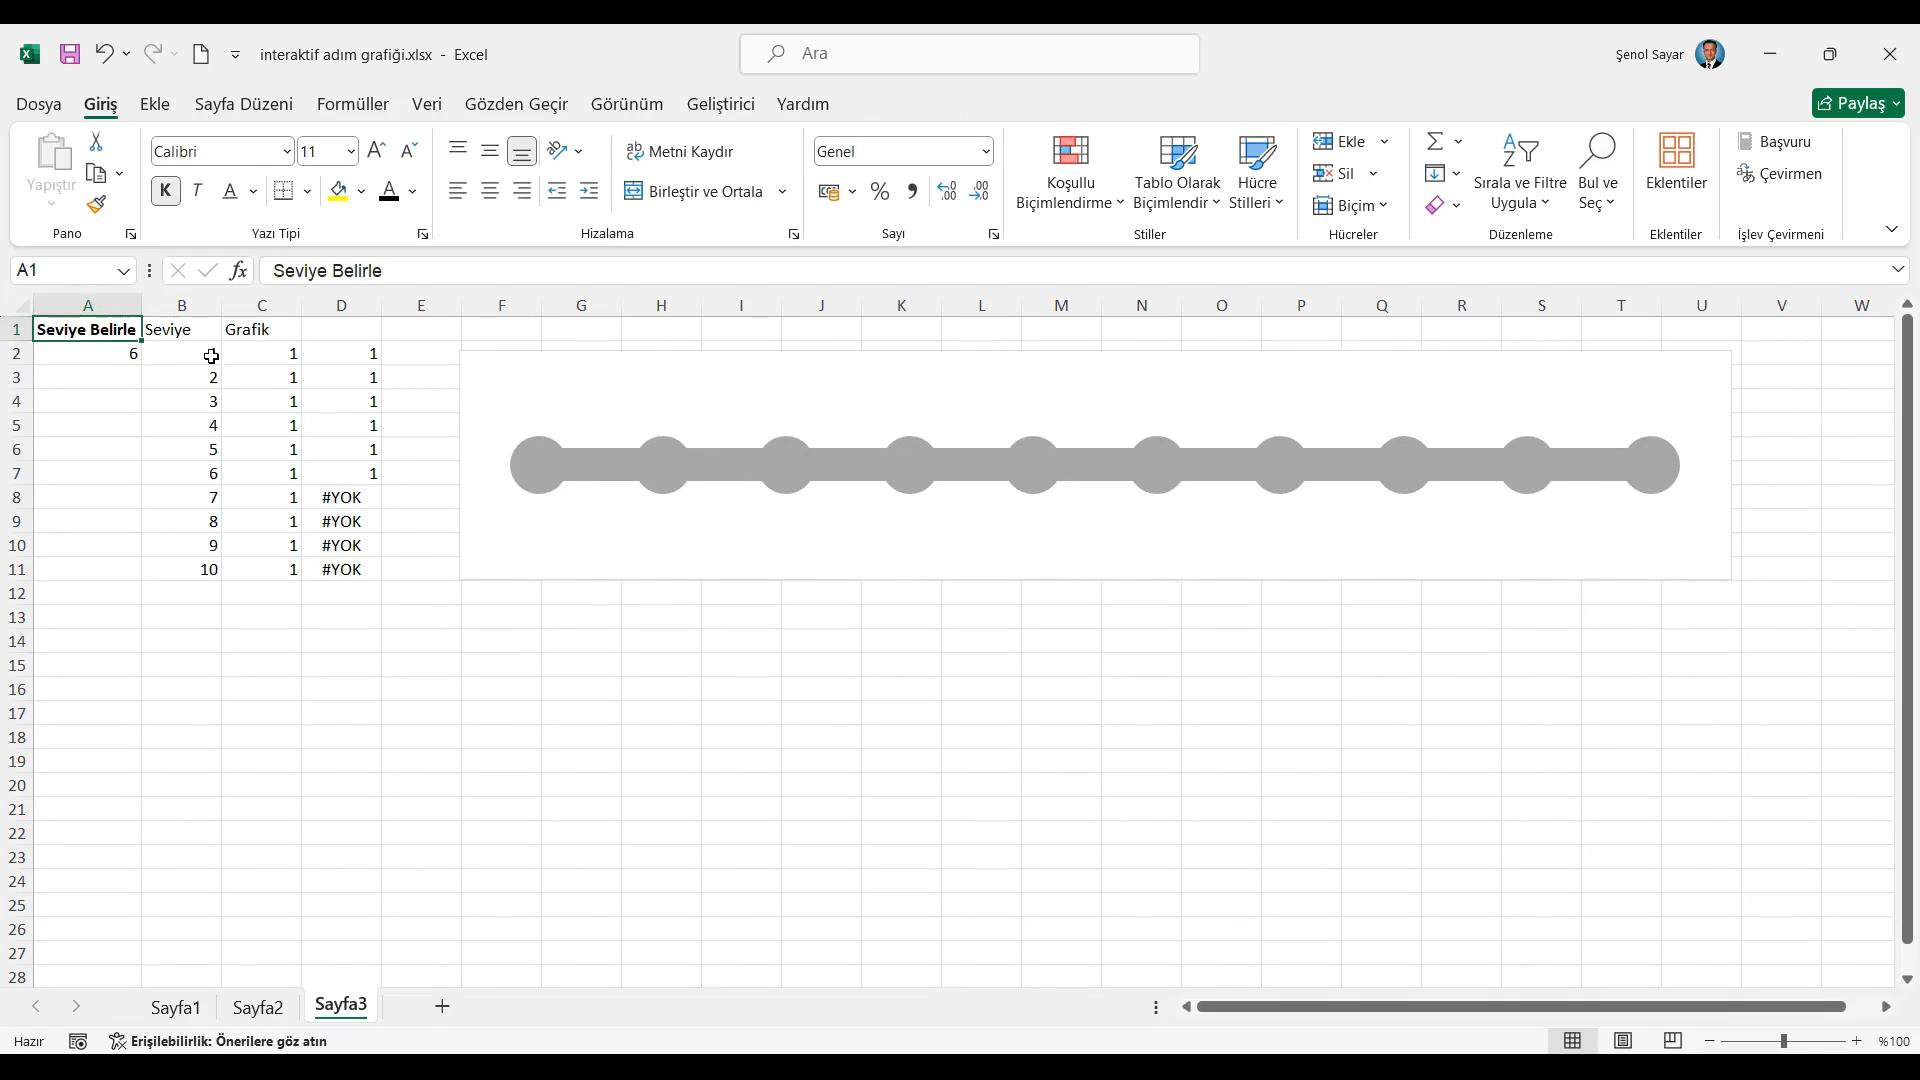 interaktif adım grafiği.xlsx - Excel
Ara
Şenol Sayar
Dosya Giriş Ekle Sayfa Düzeni Formüller Veri Gözden Geçir Görünüm Geliştirici Yardım
Paylaş
Yapıştır
Pano
Calibri 11
K T A A
Yazı Tipi
Metni Kaydır
Birleştir ve Ortala
Hizalama
Genel
Sayı
Koşullu Biçimlendirme
Tablo Olarak Biçimlendir
Hücre Stilleri
Stiller
Ekle
Sil
Biçim
Hücreler
Sırala ve Filtre Uygula
Bul ve Seç
Düzenleme
Eklentiler
Eklentiler
Başvuru
Çevirmen
İşlev Çevirmeni
A1 fx Seviye Belirle
A B C D E F G H I J K L M N O P Q R S T U V W
1 Seviye Belirle Seviye Grafik
2 6 1 1
3 2 1 1
4 3 1 1
5 4 1 1
6 5 1 1
7 6 1 1
8 7 1 #YOK
9 8 1 #YOK
10 9 1 #YOK
11 10 1 #YOK
12
13
14
15
16
17
18
19
20
21
22
23
24
25
26
27
28
Sayfa1 Sayfa2 Sayfa3
Hazır Erişilebilirlik: Önerilere göz atın %100